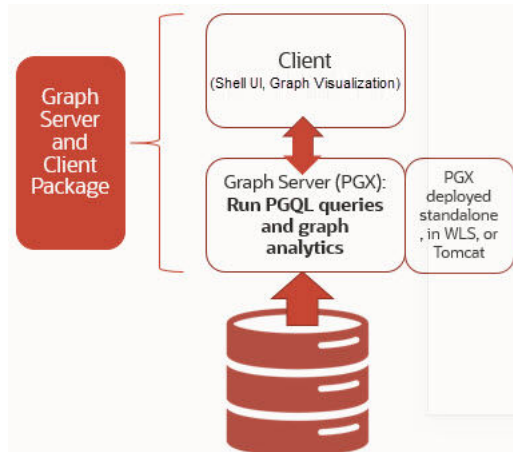 Graph
Server
and
Client
Package
Client
(Shell UI, Graph Visualization)
Graph Server (PGX):
Run PGQL queries
and graph
analytics
PGX
deployed
standalone
, in WLS, or
Tomcat